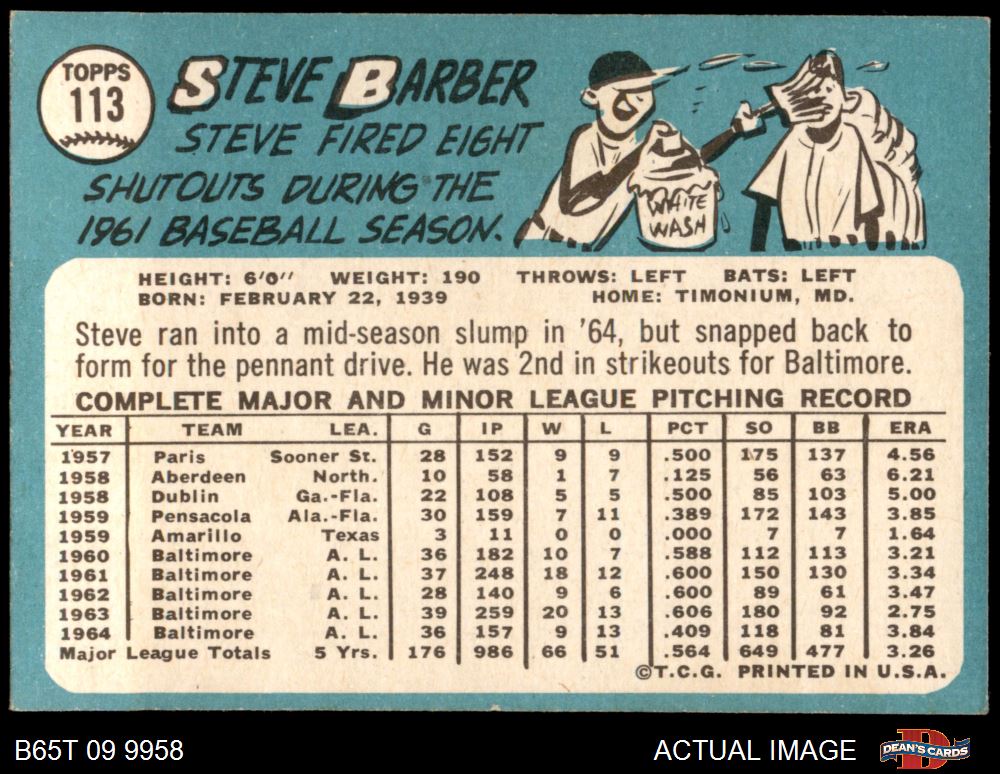 TOPPS
113
STEVE BARBER
STEVE FIRED EIGHT
SHUTOUTS DURING THE
1961 BASEBALL SEASON.
WHITE
WASH
HEIGHT: 6'0" WEIGHT: 190 THROWS: LEFT BATS: LEFT
BORN: FEBRUARY 22, 1939 HOME: TIMONIUM, MD.
Steve ran into a mid-season slump in '64, but snapped back to
form for the pennant drive. He was 2nd in strikeouts for Baltimore.
COMPLETE MAJOR AND MINOR LEAGUE PITCHING RECORD
YEAR TEAM LEA. G IP W L PCT SO BB ERA
1957 Paris Sooner St. 28 152 9 9 .500 175 137 4.56
1958 Aberdeen North. 10 58 1 7 .125 56 63 6.21
1958 Dublin Ga.-Fla. 22 108 5 5 .500 85 103 5.00
1959 Pensacola Ala.-Fla. 30 159 7 11 .389 172 143 3.85
1959 Amarillo Texas 3 11 0 0 .000 7 7 1.64
1960 Baltimore A. L. 36 182 10 7 .588 112 113 3.21
1961 Baltimore A. L. 37 248 18 12 .600 150 130 3.34
1962 Baltimore A. L. 28 140 9 6 .600 89 61 3.47
1963 Baltimore A. L. 39 259 20 13 .606 180 92 2.75
1964 Baltimore A. L. 36 157 9 13 .409 118 81 3.84
Major League Totals 5 Yrs. 176 986 66 51 .564 649 477 3.26
©T.C.G. PRINTED IN U.S.A.
B65T 09 9958 ACTUAL IMAGE DEAN'S CARDS